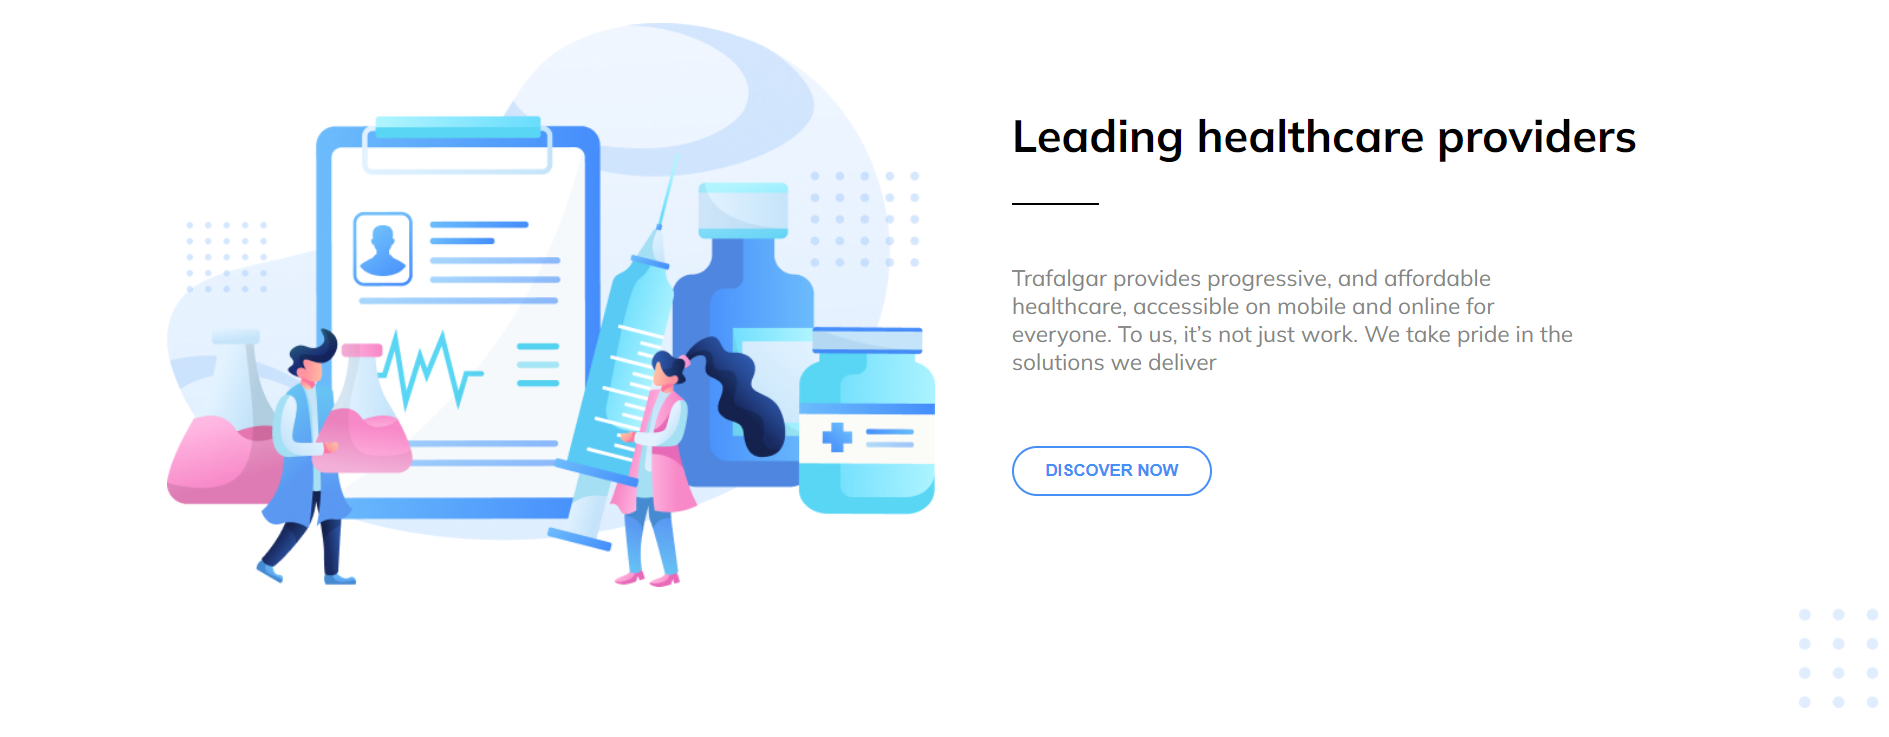 Leading healthcare providers
Trafalgar provides progressive, and affordable
healthcare, accessible on mobile and online for
everyone. To us, it’s not just work. We take pride in the
solutions we deliver
DISCOVER NOW